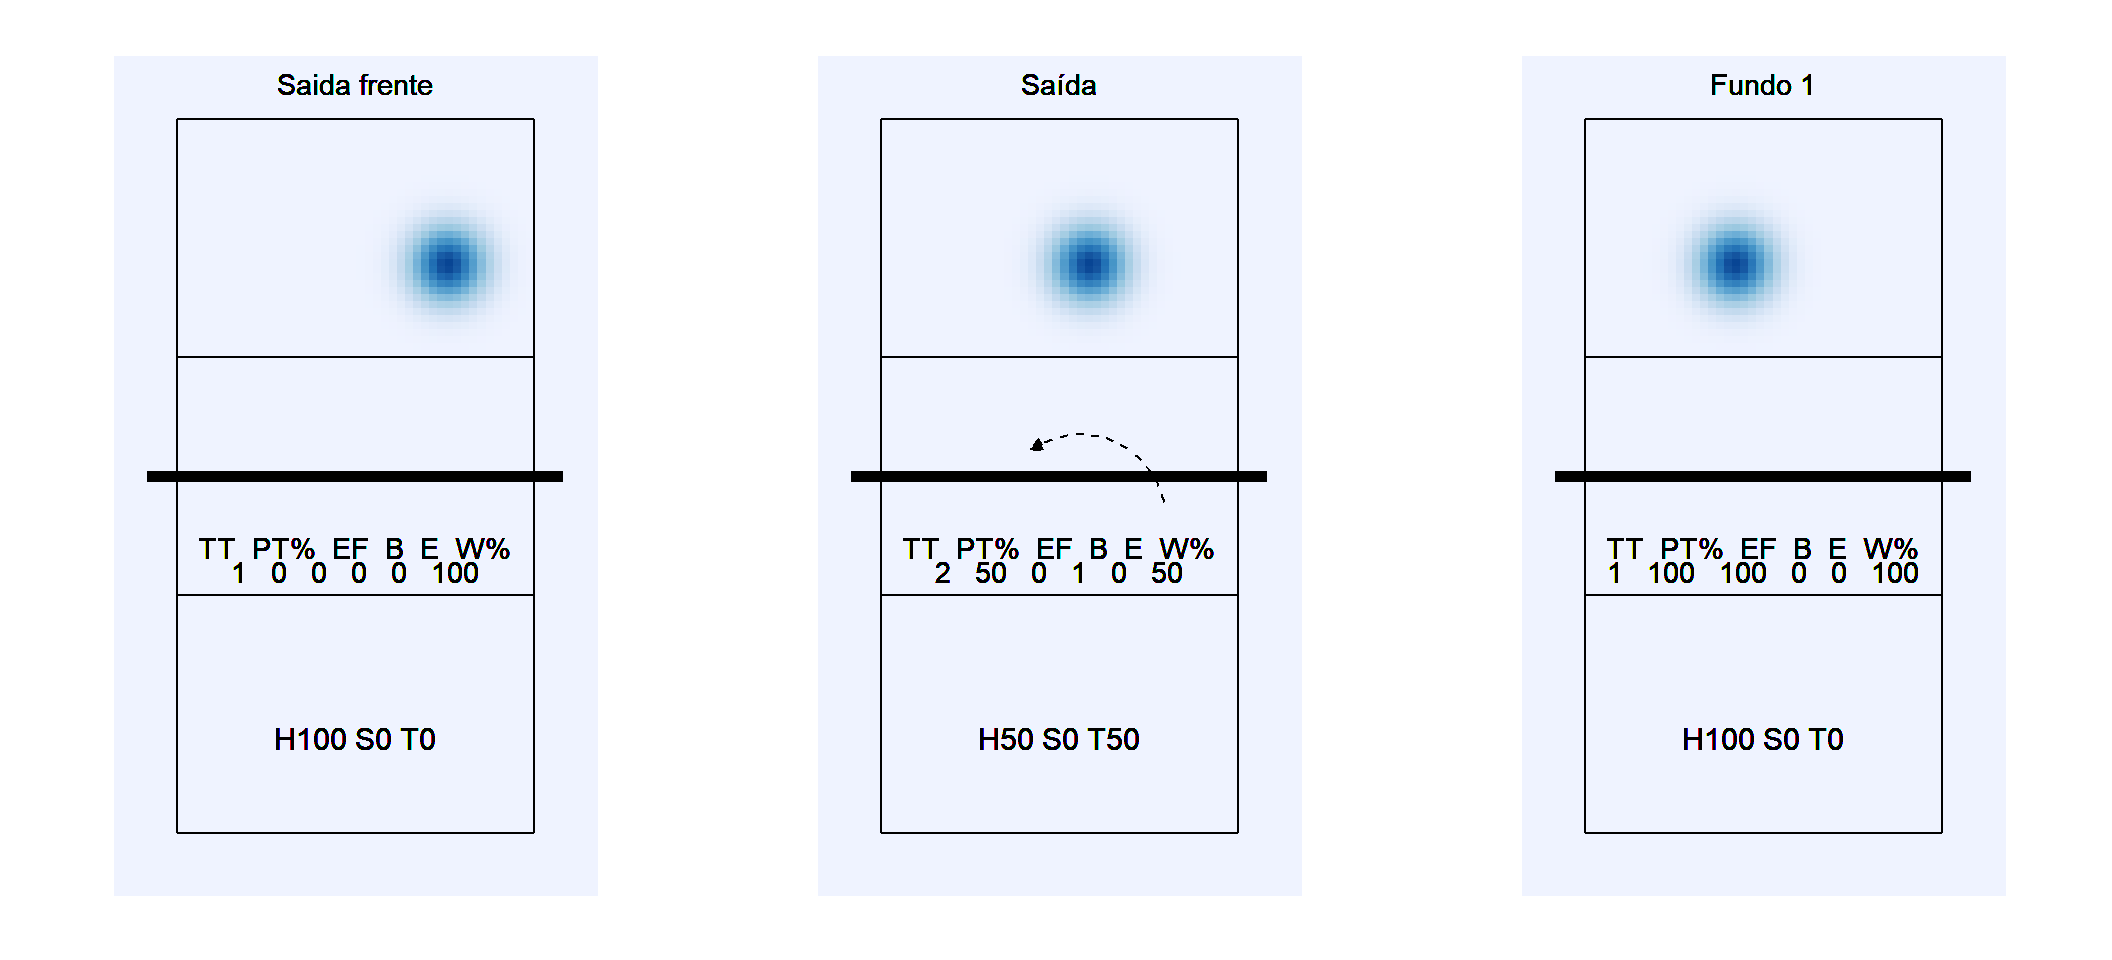 Saida frente
TT PT% EF B E W%
1 0 0 0 0 100
H100 S0 T0
Saída
TT PT% EF B E W%
2 50 0 1 0 50
H50 S0 T50
Fundo 1
TT PT% EF B E W%
1 100 100 0 0 100
H100 S0 T0